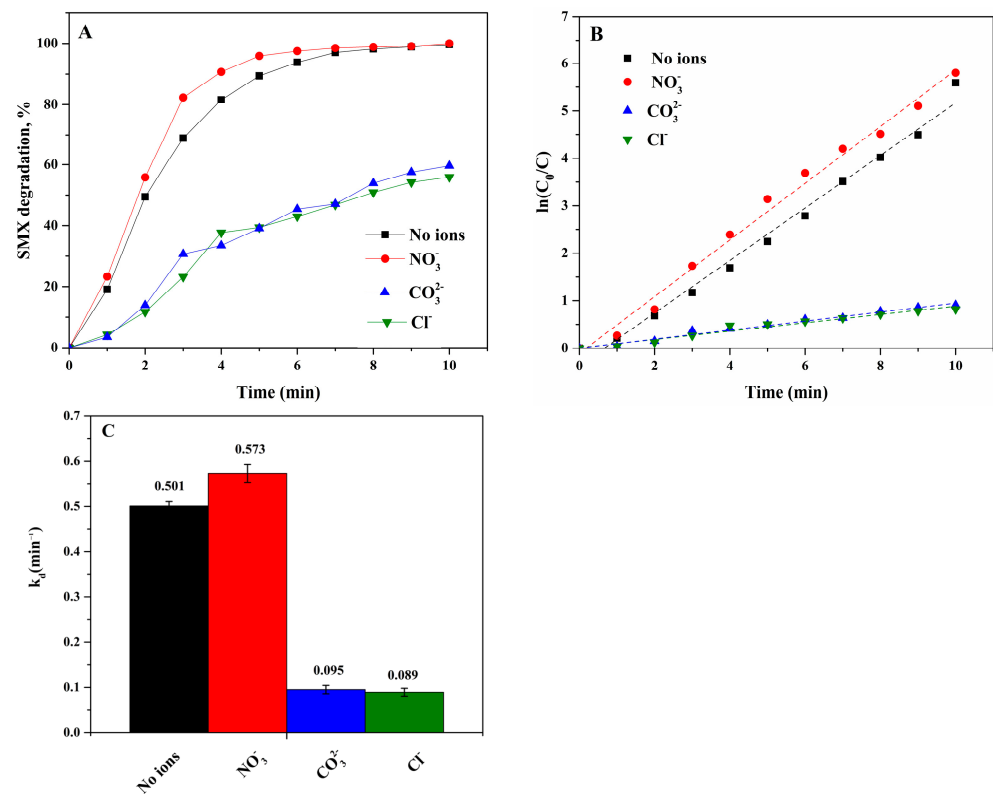 A
SMX degradation, %
100
80
60
40
20
0
0 2 4 6 8 10
Time (min)
No ions
NO₃⁻
CO₃²⁻
Cl⁻
B
ln(C₀/C)
7
6
5
4
3
2
1
0
0 2 4 6 8 10
Time (min)
No ions
NO₃⁻
CO₃²⁻
Cl⁻
C
k_d(min⁻¹)
0.7
0.6
0.5
0.4
0.3
0.2
0.1
0.0
0.501
0.573
0.095
0.089
No ions
NO₃⁻
CO₃²⁻
Cl⁻